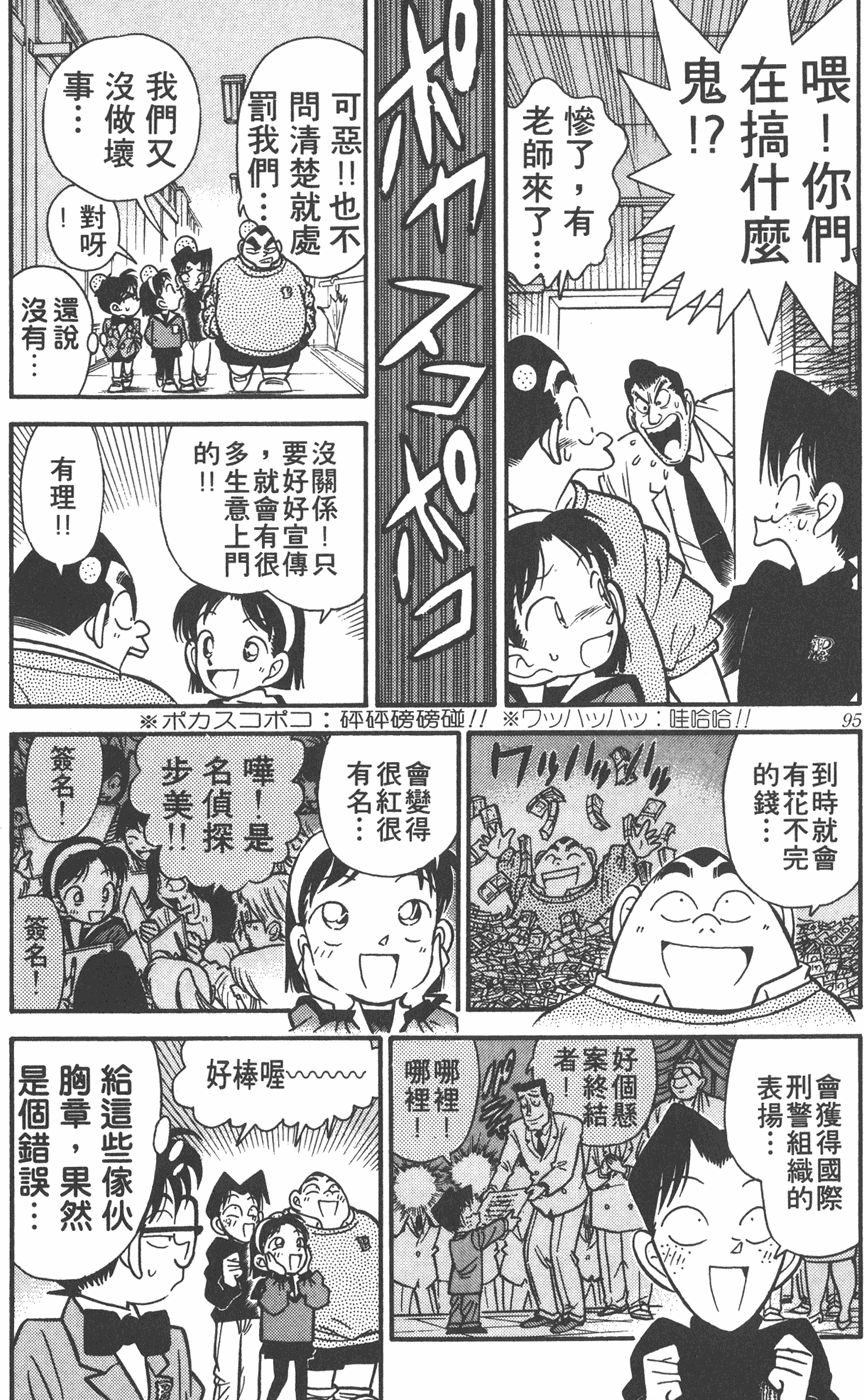 喂！你們
在搞什麼
鬼!?
慘了，有
老師來了…
ポカスコポコ
可惡!!也不
問清楚就處
罰我們…
我們又
沒做壞
事…
對呀
！
還說
沒有…
沒關係！只
要好好宣傳
，就會有很
多生意上門
的!!
有理!!
※ポカスコポコ：砰砰磅磅碰!!
※ワッハッハッ：哇哈哈!!
95
到時就會
有花不完
的錢…
ワッハッハッ
會變得
很紅很
有名…
嘩！是
名偵探
步美!!
簽名！
簽名！
會獲得國際
刑警組織的
表揚…
好個懸
案終結
者！
哪裡！
哪裡！
好棒喔~~~~~~
給這些傢伙
胸章，果然
是個錯誤…